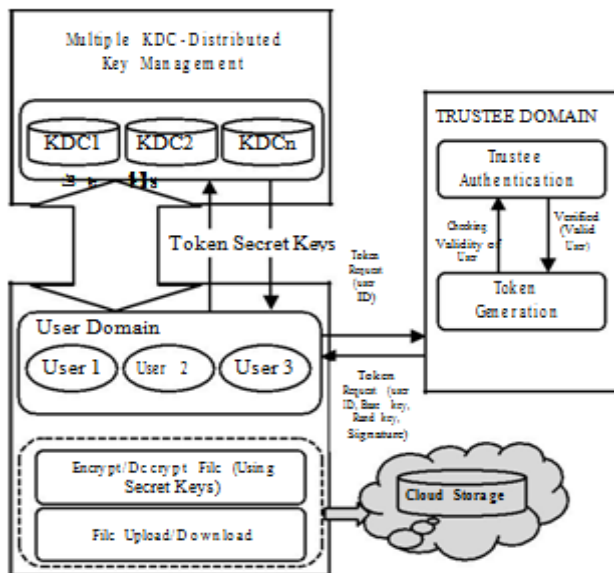 Multiple KDC-Distributed
Key Management
KDC1
KDC2
KDCn
Token Secret Keys
User Domain
User 1
User 2
User 3
Encrypt/Decrypt File (Using
Secret Keys)
File Upload/Download
Token
Request
(user
ID)
Token
Request (user
ID, Base key,
Rand key,
Signature)
TRUSTEE DOMAIN
Trustee
Authentication
Checking
Validity of
User
Verified
(Valid
User)
Token
Generation
Cloud Storage